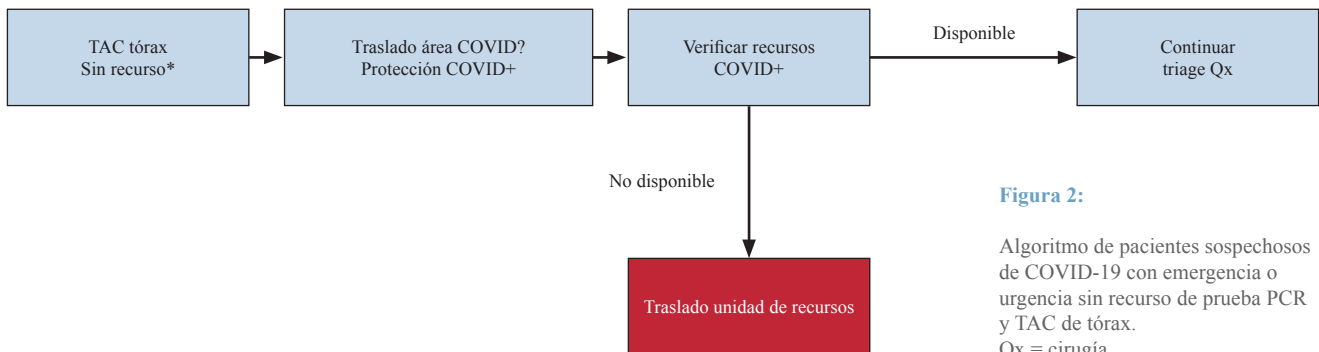 TAC tórax
Sin recurso*
Traslado área COVID?
Protección COVID+
Verificar recursos
COVID+
Disponible
Continuar
triage Qx
No disponible
Traslado unidad de recursos
Figura 2:
Algoritmo de pacientes sospechosos
de COVID-19 con emergencia o
urgencia sin recurso de prueba PCR
y TAC de tórax.
Qx = cirugía